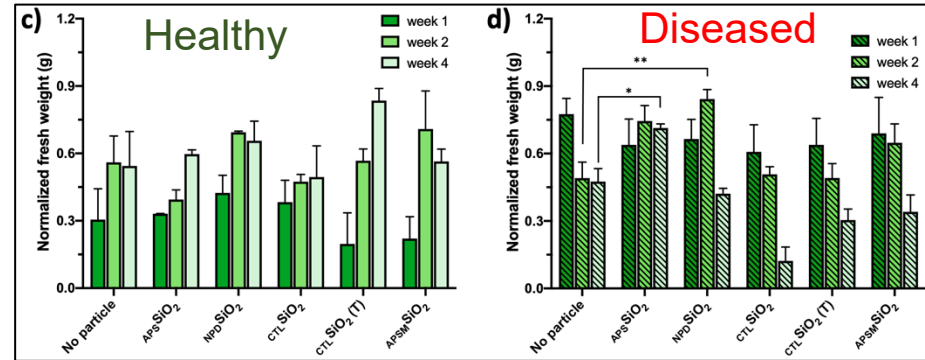 c)
Healthy
week 1
week 2
week 4
Normalized fresh weight (g)
1.2
0.9
0.6
0.3
0.0
No particle
APSSiO2
NPDSiO2
CTLSiO2
CTLSiO2 (T)
APSMSiO2
d)
Diseased
week 1
week 2
week 4
**
*
Normalized fresh weight (g)
1.2
0.9
0.6
0.3
0.0
No particle
APSSiO2
NPDSiO2
CTLSiO2
CTLSiO2 (T)
APSMSiO2